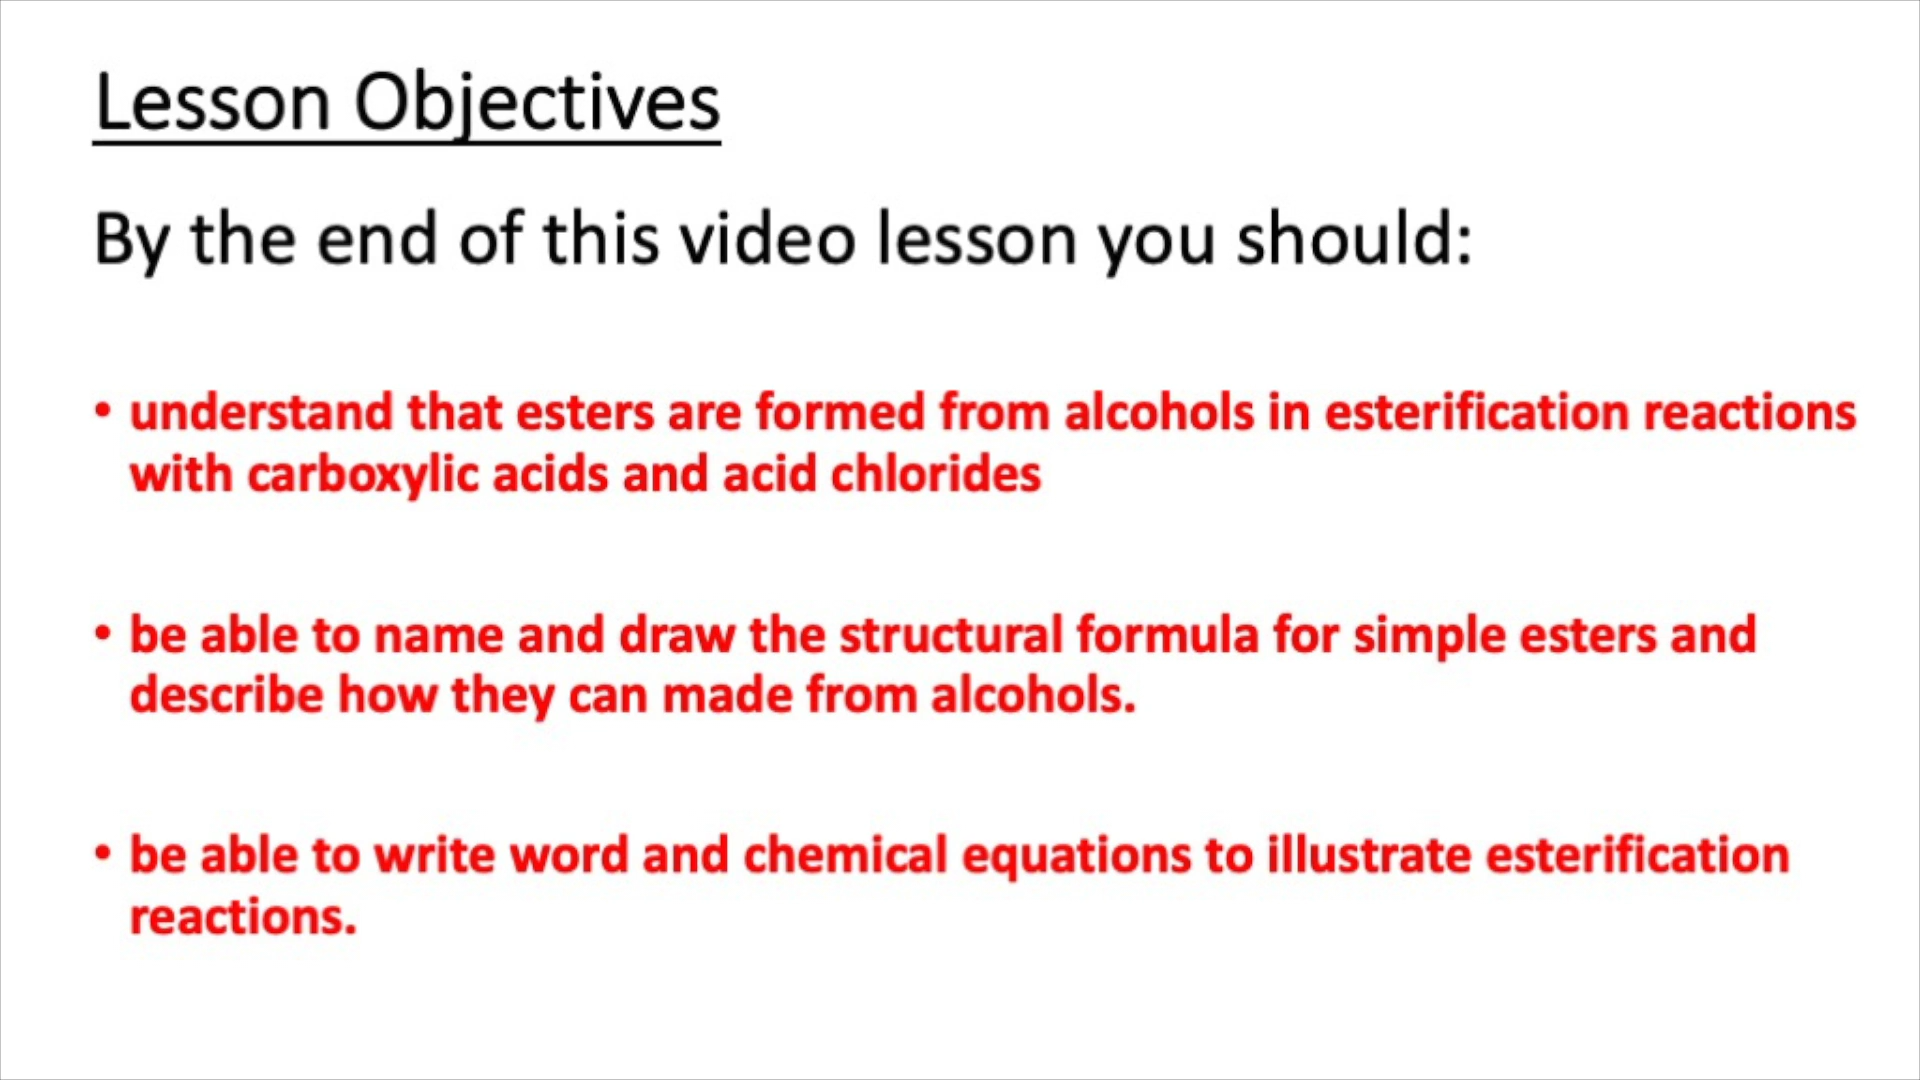 Lesson Objectives
By the end of this video lesson you should:
• understand that esters are formed from alcohols in esterification reactions
with carboxylic acids and acid chlorides
• be able to name and draw the structural formula for simple esters and
describe how they can made from alcohols.
• be able to write word and chemical equations to illustrate esterification
reactions.